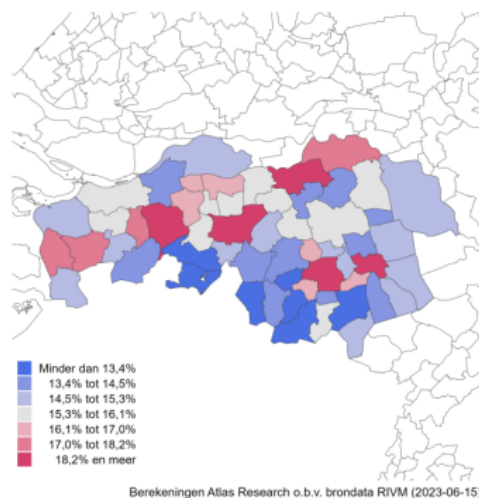 Minder dan 13,4%
13,4% tot 14,5%
14,5% tot 15,3%
15,3% tot 16,1%
16,1% tot 17,0%
17,0% tot 18,2%
18,2% en meer
Berekeningen Atlas Research o.b.v. brondata RIVM (2023-06-15)